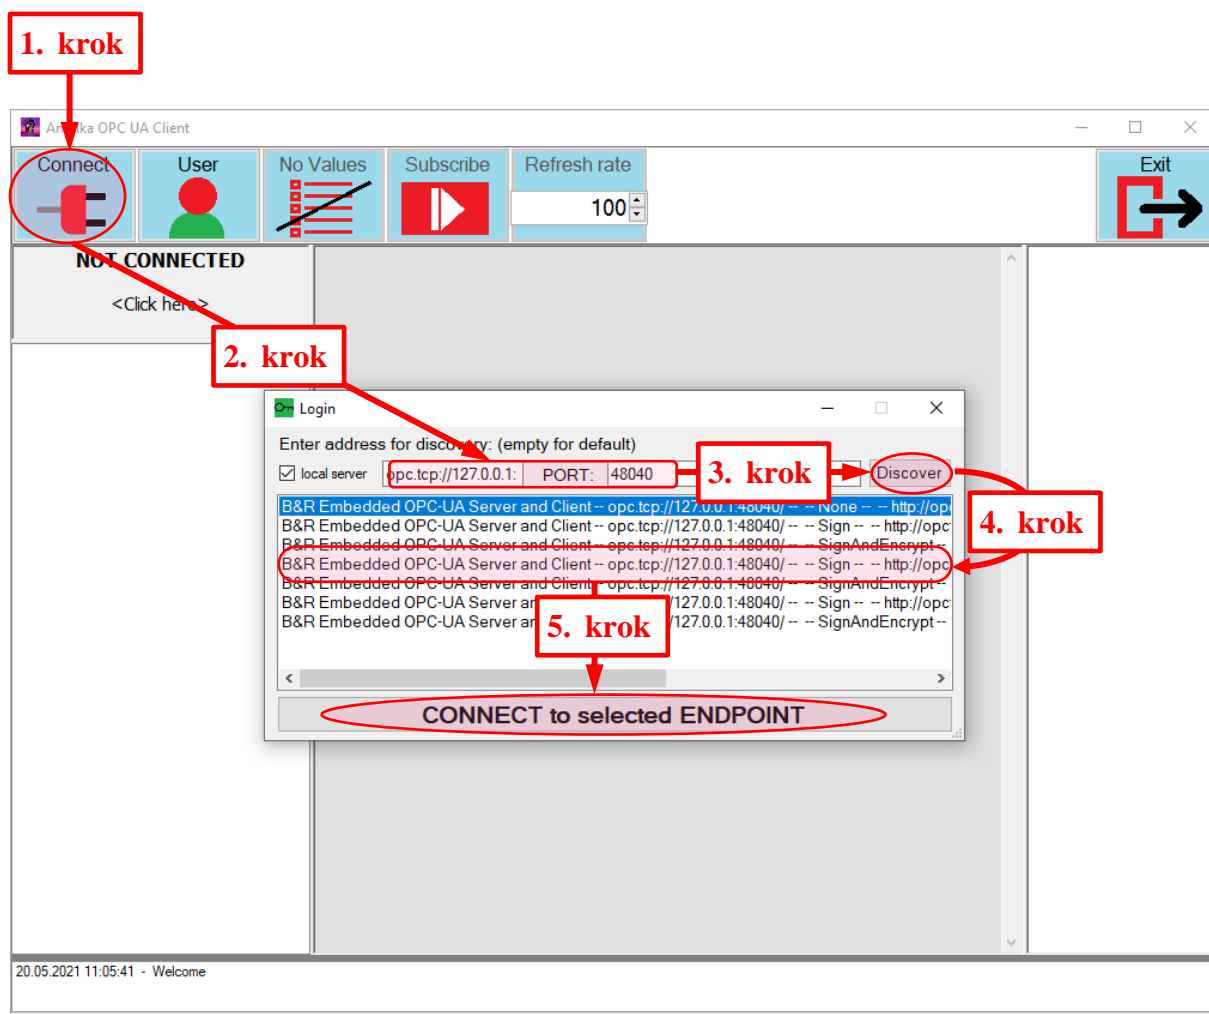 1. krok
An ka OPC UA Client
Connect
User
No Values
Subscribe
Refresh rate
Exit
100
NOT CONNECTED
<Click here>
2. krok
Login
Enter address for discovery: (empty for default)
local server
opc.tcp://127.0.0.1:
PORT:
48040
3. krok
Discover
B&R Embedded OPC-UA Server and Client -- opc.tcp://127.0.0.1:48040/ -- -- None -- -- http://op
B&R Embedded OPC-UA Server and Client -- opc.tcp://127.0.0.1:48040/ -- -- Sign -- -- http://opc
B&R Embedded OPC-UA Server and Client -- opc.tcp://127.0.0.1:48040/ -- -- SignAndEncrypt --
B&R Embedded OPC-UA Server and Client -- opc.tcp://127.0.0.1:48040/ -- -- Sign -- -- http://opc
B&R Embedded OPC-UA Server and Client -- opc.tcp://127.0.0.1:48040/ -- -- SignAndEncrypt --
B&R Embedded OPC-UA Server ar /127.0.0.1:48040/ -- -- Sign -- -- http://opc
B&R Embedded OPC-UA Server ar /127.0.0.1:48040/ -- -- SignAndEncrypt --
4. krok
5. krok
CONNECT to selected ENDPOINT
20.05.2021 11:05:41 - Welcome